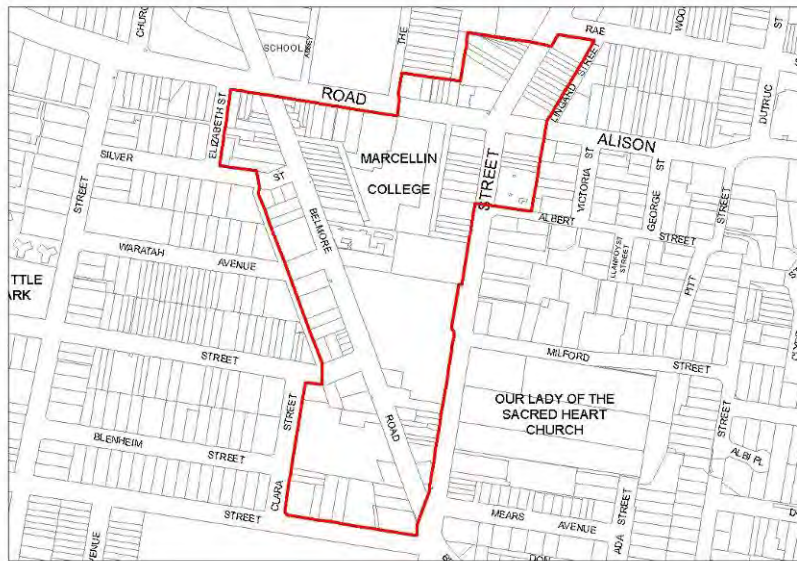 CHURC
SCHOOL
ABBEY
THE
RAE
WOO
ST
ROAD
ELIZABETH ST
LINGARD STREET
DUTRUC
ALISON
SILVER
ST
MARCELLIN
COLLEGE
STREET
VICTORIA ST
GEORGE ST
STREET
ALBERT
STREET
STREET
BELMORE
WARATAH
AVENUE
LLANFOYST
STREET
PITT
TTLE
ARK
STREET
MILFORD
STREET
OUR LADY OF THE
SACRED HEART
CHURCH
STREET
ROAD
BLENHEIM
STREET
STREET
ALBI PL
CLARA
STREET
MEARS
AVENUE
ADA STREET
AVENUE
DON